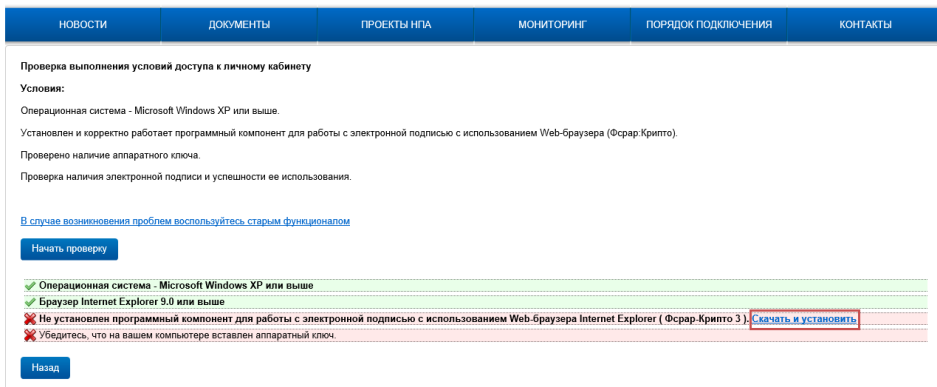 НОВОСТИ ДОКУМЕНТЫ ПРОЕКТЫ НПА МОНИТОРИНГ ПОРЯДОК ПОДКЛЮЧЕНИЯ КОНТАКТЫ
Проверка выполнения условий доступа к личному кабинету
Условия:
Операционная система - Microsoft Windows XP или выше.
Установлен и корректно работает программный компонент для работы с электронной подписью с использованием Web-браузера (Фсрар:Крипто).
Проверено наличие аппаратного ключа.
Проверка наличия электронной подписи и успешности ее использования.
В случае возникновения проблем воспользуйтесь старым функционалом
Начать проверку
Операционная система - Microsoft Windows XP или выше
Браузер Internet Explorer 9.0 или выше
Не установлен программный компонент для работы с электронной подписью с использованием Web-браузера Internet Explorer ( Фсрар-Крипто 3 ). Скачать и установить
Убедитесь, что на вашем компьютере вставлен аппаратный ключ.
Назад